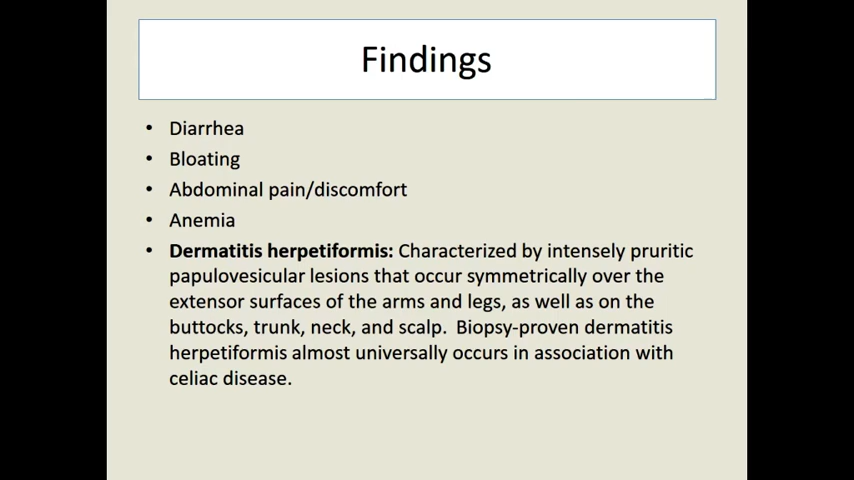 Findings
• Diarrhea
• Bloating
• Abdominal pain/discomfort
• Anemia
• Dermatitis herpetiformis: Characterized by intensely pruritic
papulovesicular lesions that occur symmetrically over the
extensor surfaces of the arms and legs, as well as on the
buttocks, trunk, neck, and scalp.  Biopsy-proven dermatitis
herpetiformis almost universally occurs in association with
celiac disease.